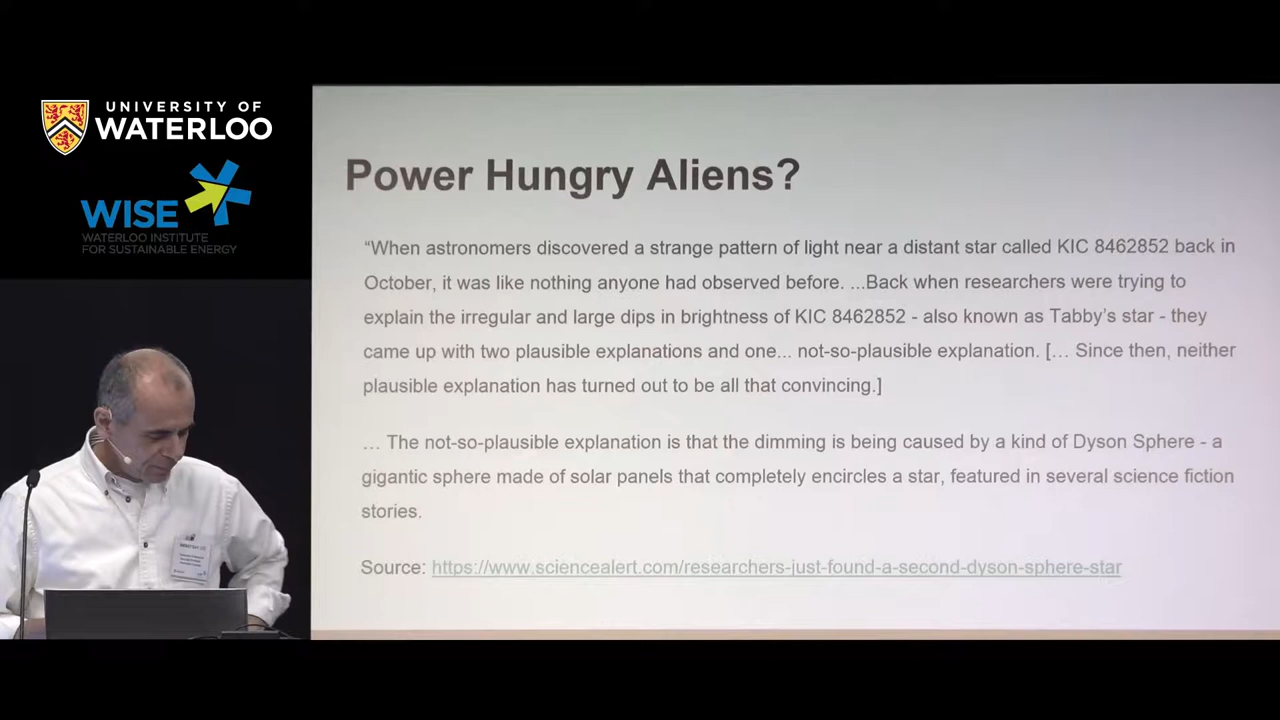 UNIVERSITY OF
WATERLOO
WISE
WATERLOO INSTITUTE
FOR SUSTAINABLE ENERGY
Power Hungry Aliens?
“When astronomers discovered a strange pattern of light near a distant star called KIC 8462852 back in
October, it was like nothing anyone had observed before. ...Back when researchers were trying to
explain the irregular and large dips in brightness of KIC 8462852 - also known as Tabby's star - they
came up with two plausible explanations and one... not-so-plausible explanation. [... Since then, neither
plausible explanation has turned out to be all that convincing.]
... The not-so-plausible explanation is that the dimming is being caused by a kind of Dyson Sphere - a
gigantic sphere made of solar panels that completely encircles a star, featured in several science fiction
stories.
Source: https://www.sciencealert.com/researchers-just-found-a-second-dyson-sphere-star